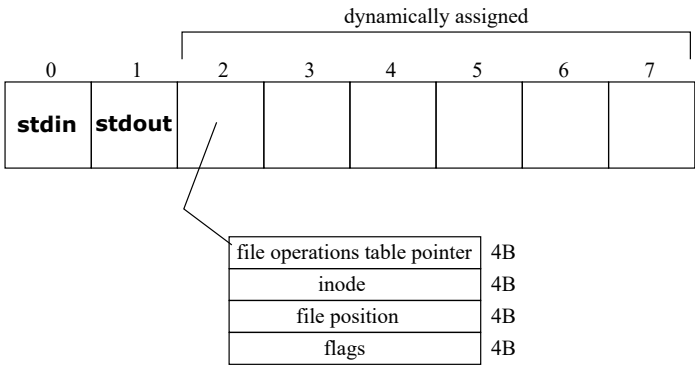 dynamically assigned
0 1 2 3 4 5 6 7
stdin stdout
file operations table pointer 4B
inode 4B
file position 4B
flags 4B